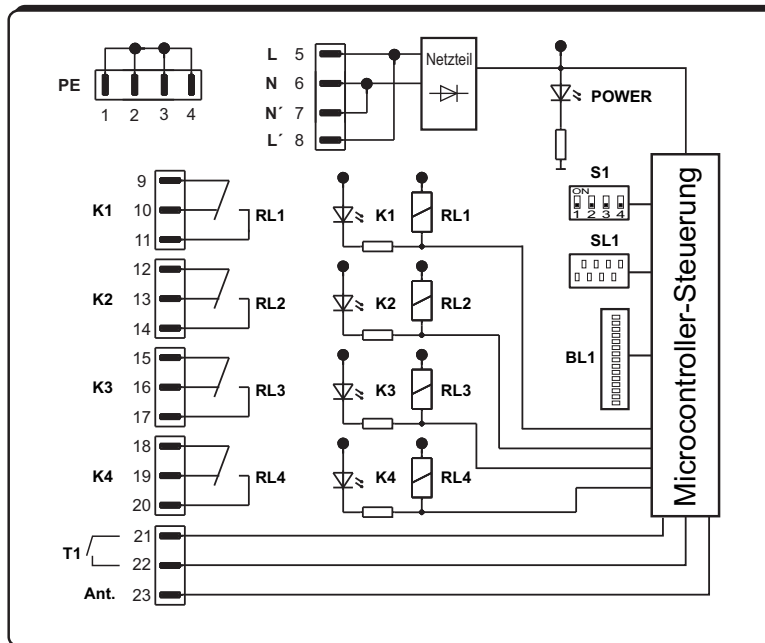 L 5
N 6
N´ 7
L´ 8
Netzteil
POWER
PE
1 2 3 4
S1
ON
1 2 3 4
SL1
BL1
Microcontroller-Steuerung
K1
9
10
11
RL1
K1 RL1
K2
12
13
14
RL2
K2 RL2
K3
15
16
17
RL3
K3 RL3
K4
18
19
20
RL4
K4 RL4
T1
21
22
Ant. 23